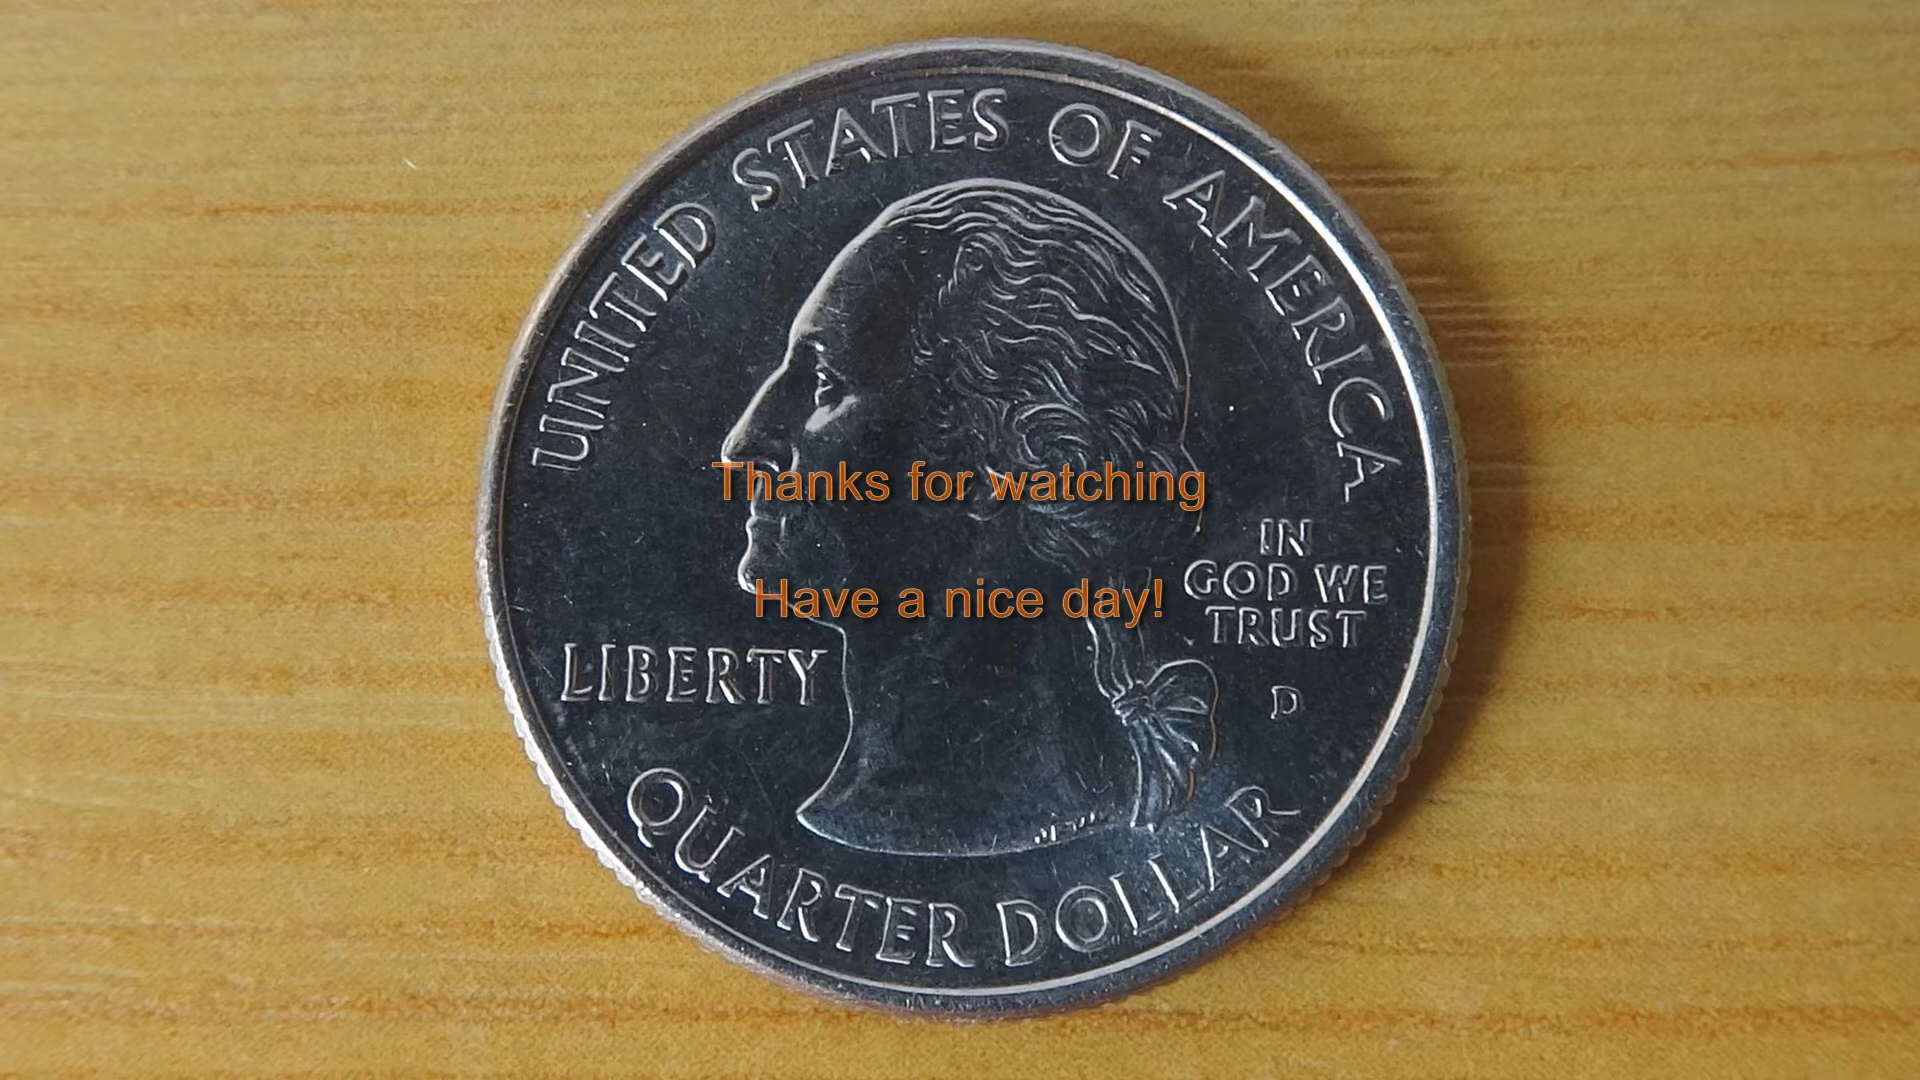 UNITED STATES OF AMERICA
Thanks for watching
IN
GOD WE
TRUST
Have a nice day!
LIBERTY
D
QUARTER DOLLAR